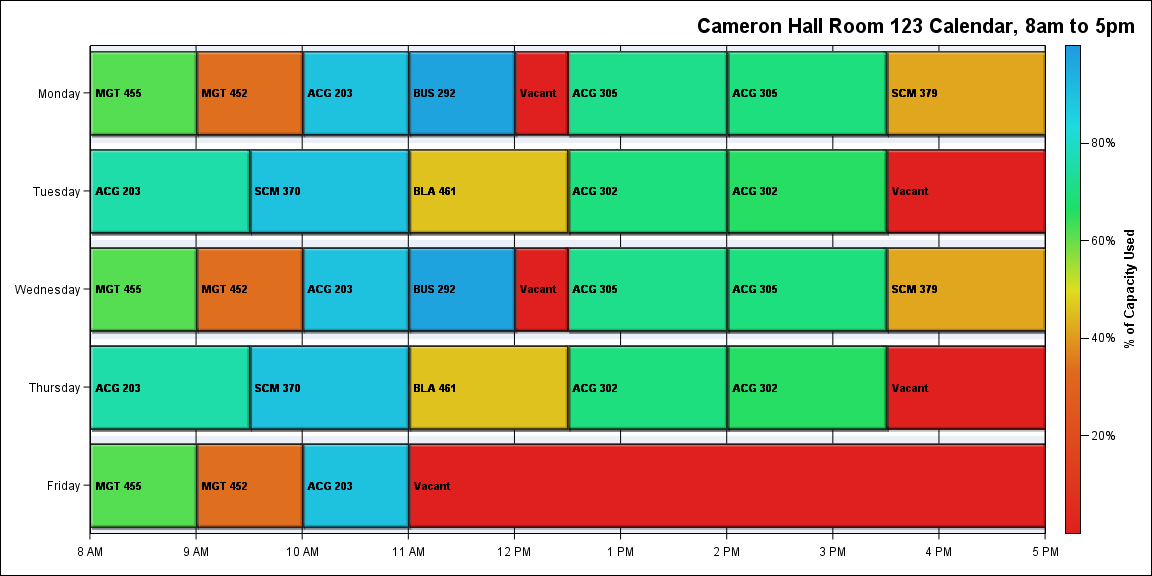 Cameron Hall Room 123 Calendar, 8am to 5pm
Monday
MGT 455
MGT 452
ACG 203
BUS 292
Vacant
ACG 305
ACG 305
SCM 379
Tuesday
ACG 203
SCM 370
BLA 461
ACG 302
ACG 302
Vacant
Wednesday
MGT 455
MGT 452
ACG 203
BUS 292
Vacant
ACG 305
ACG 305
SCM 379
Thursday
ACG 203
SCM 370
BLA 461
ACG 302
ACG 302
Vacant
Friday
MGT 455
MGT 452
ACG 203
Vacant
8 AM
9 AM
10 AM
11 AM
12 PM
1 PM
2 PM
3 PM
4 PM
5 PM
80%
60%
40%
20%
% of Capacity Used